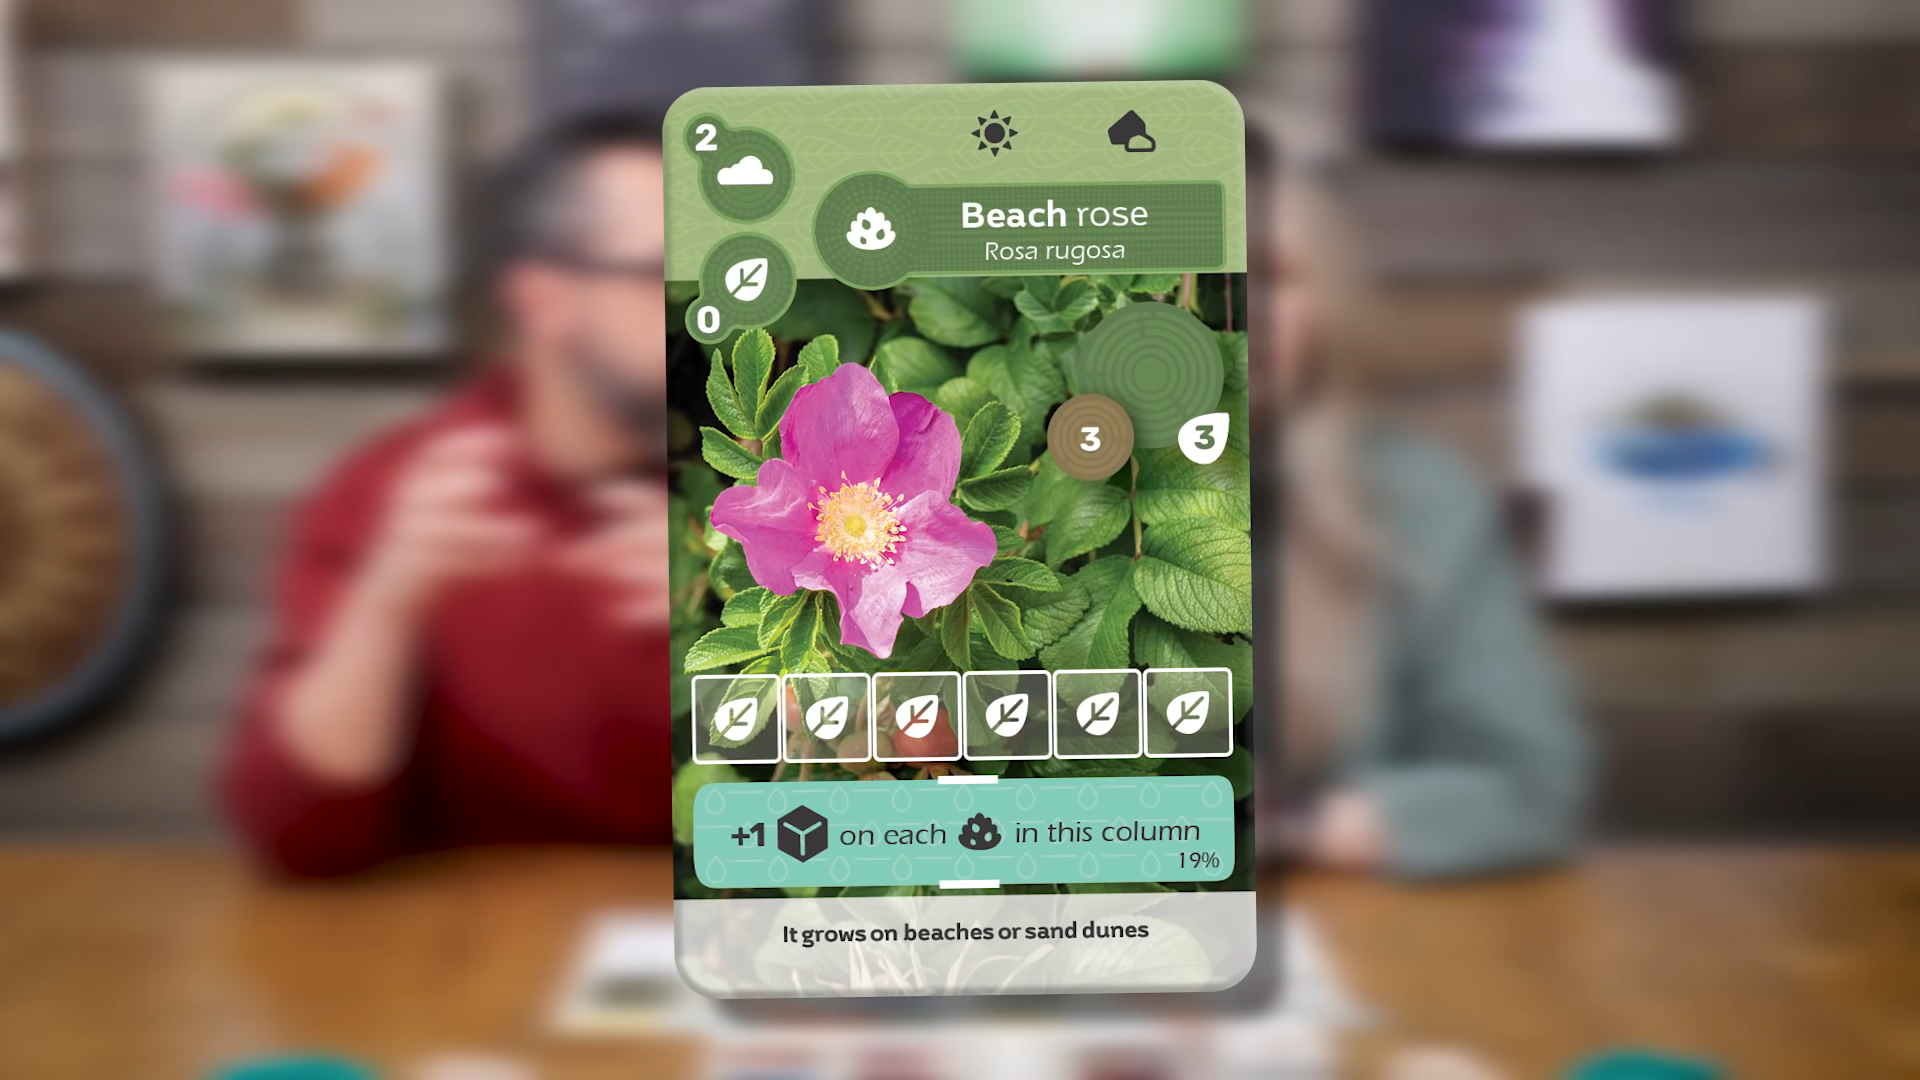 2
Beach rose
Rosa rugosa
0
3
3
+1 on each in this column
19%
It grows on beaches or sand dunes